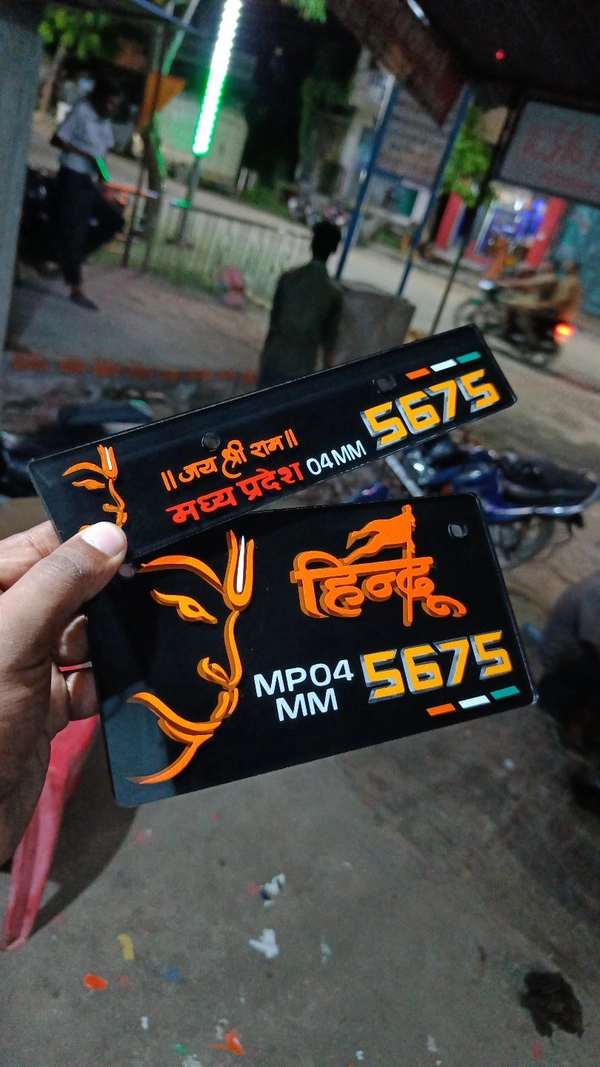 ॥जय श्री राम॥
मध्य प्रदेश 04MM 5675
हिन्दू
MP04 5675
MM